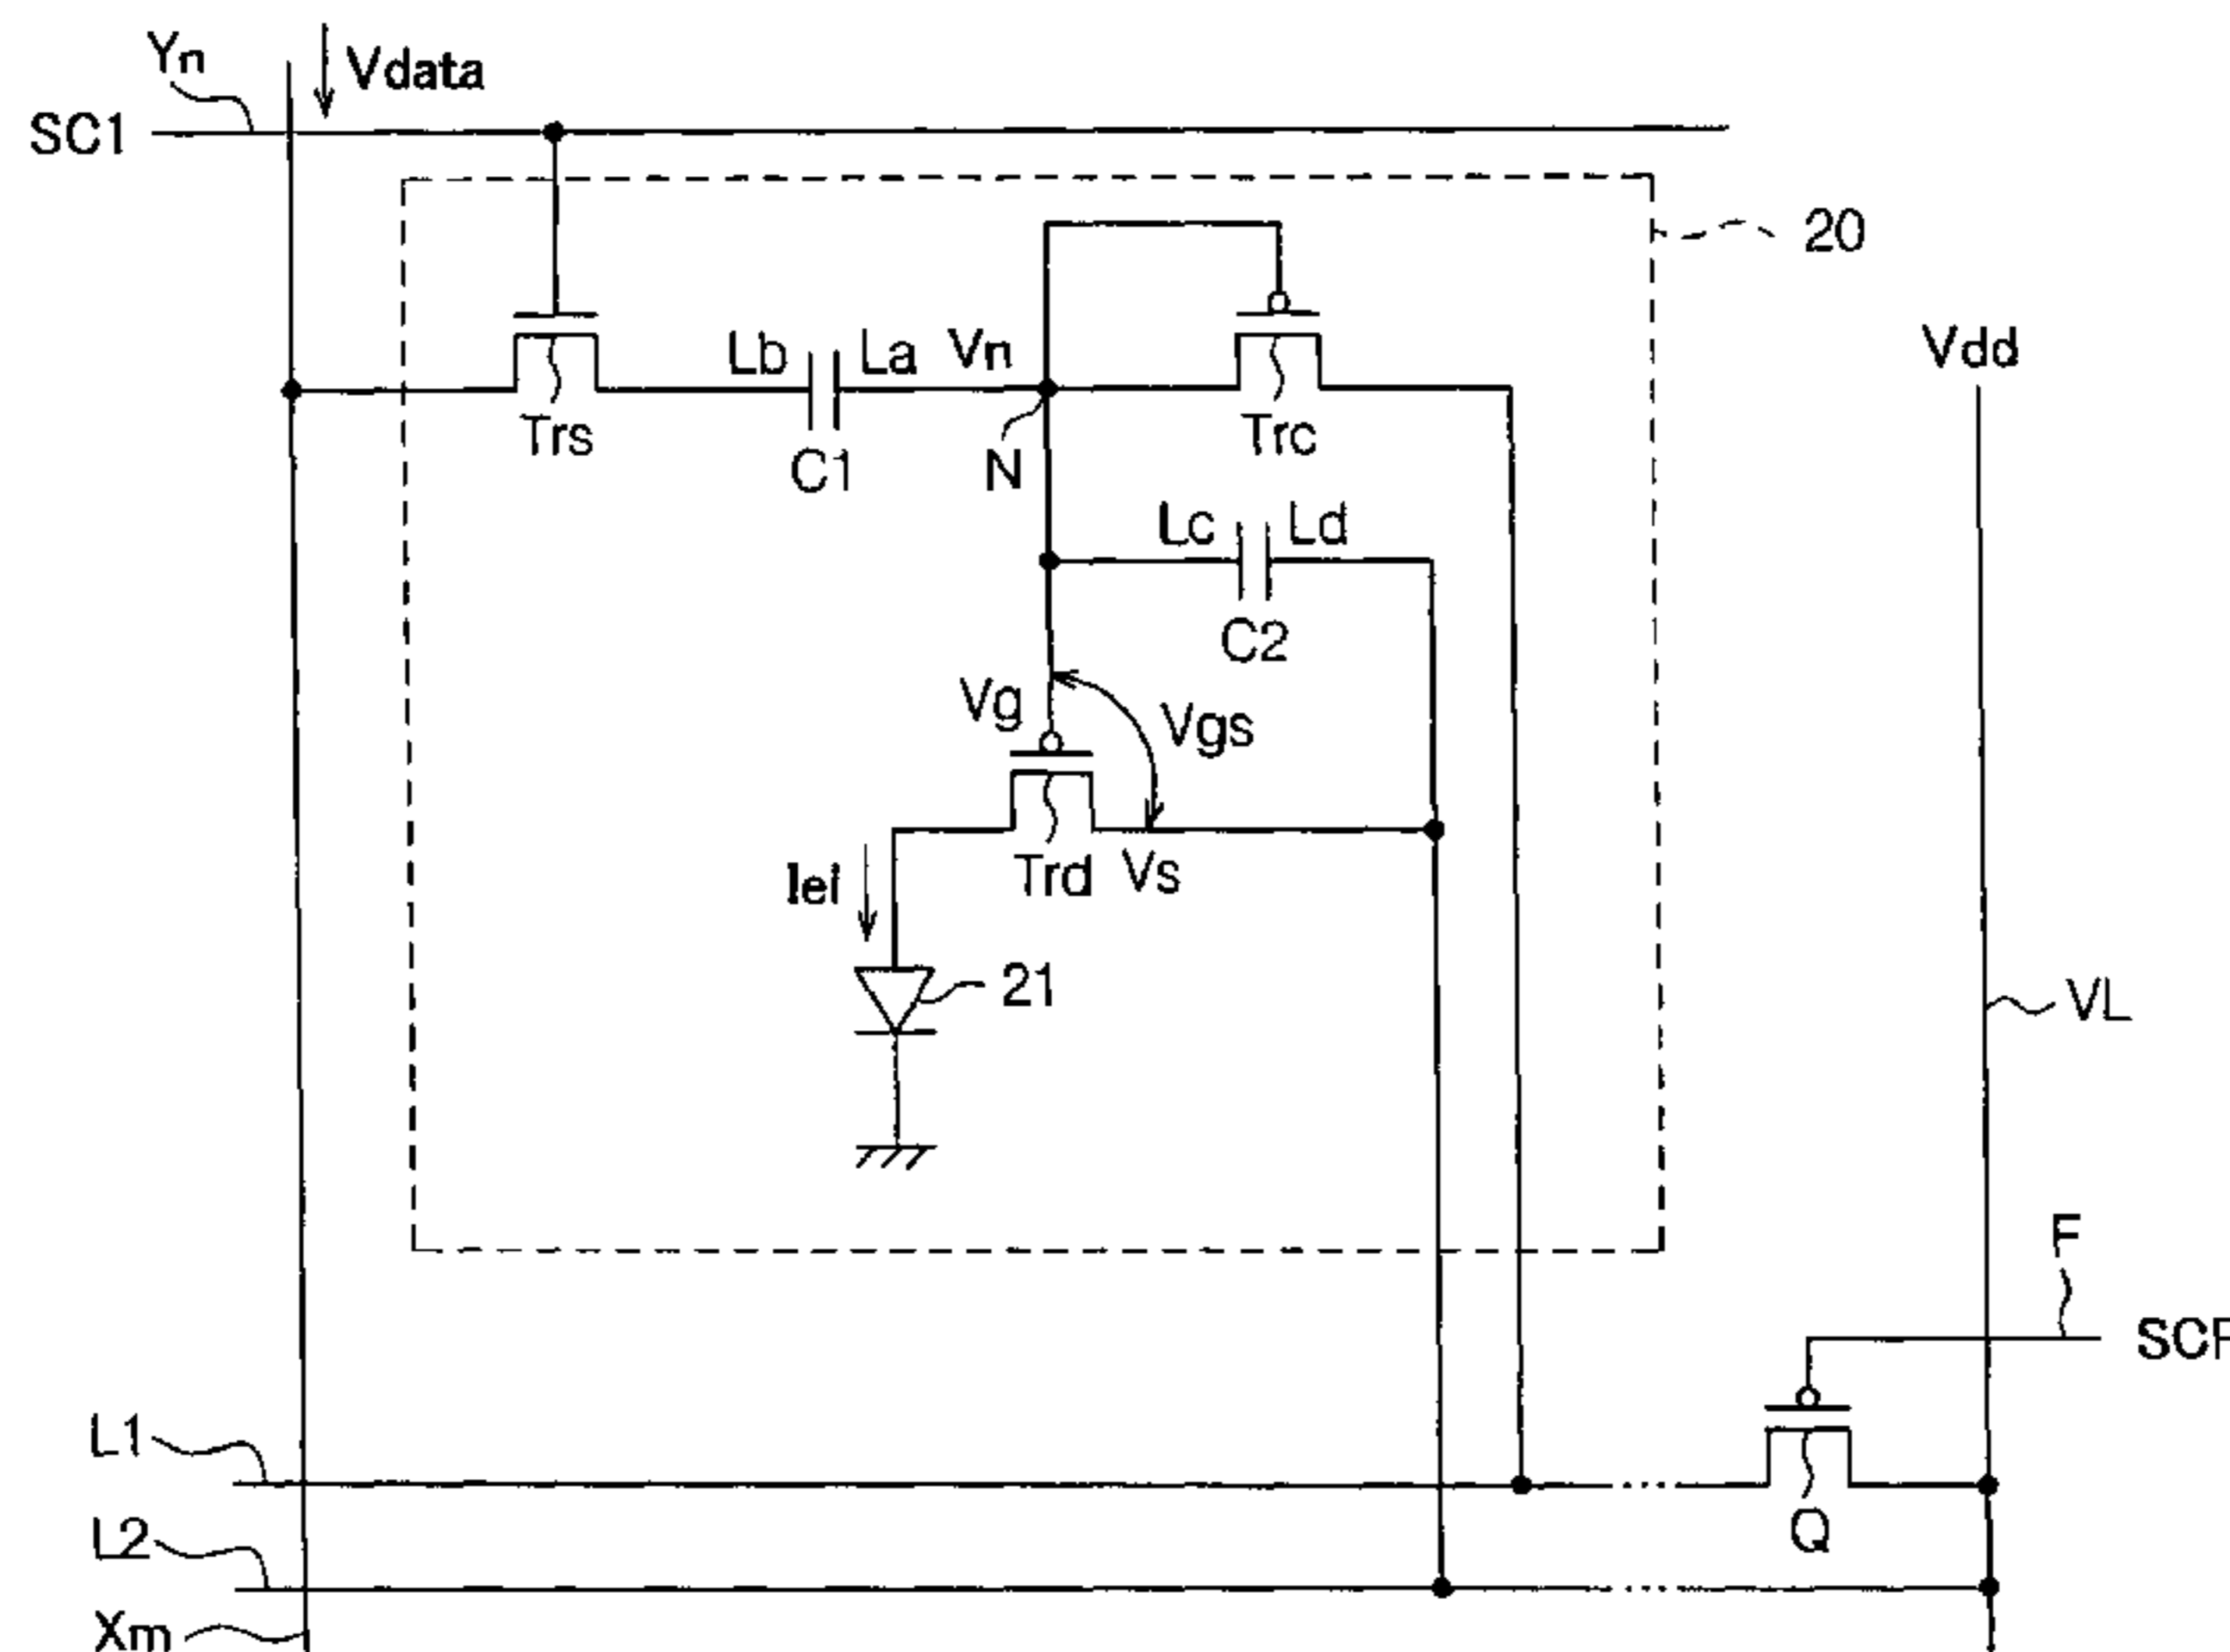 Yn
Vdata
SC1
20
Lb
La
Vn
Vdd
Trs
C1
N
Trc
Lc
Ld
C2
Vg
Vgs
Iel
Trd
Vs
21
VL
F
SCF
L1
Q
L2
Xm